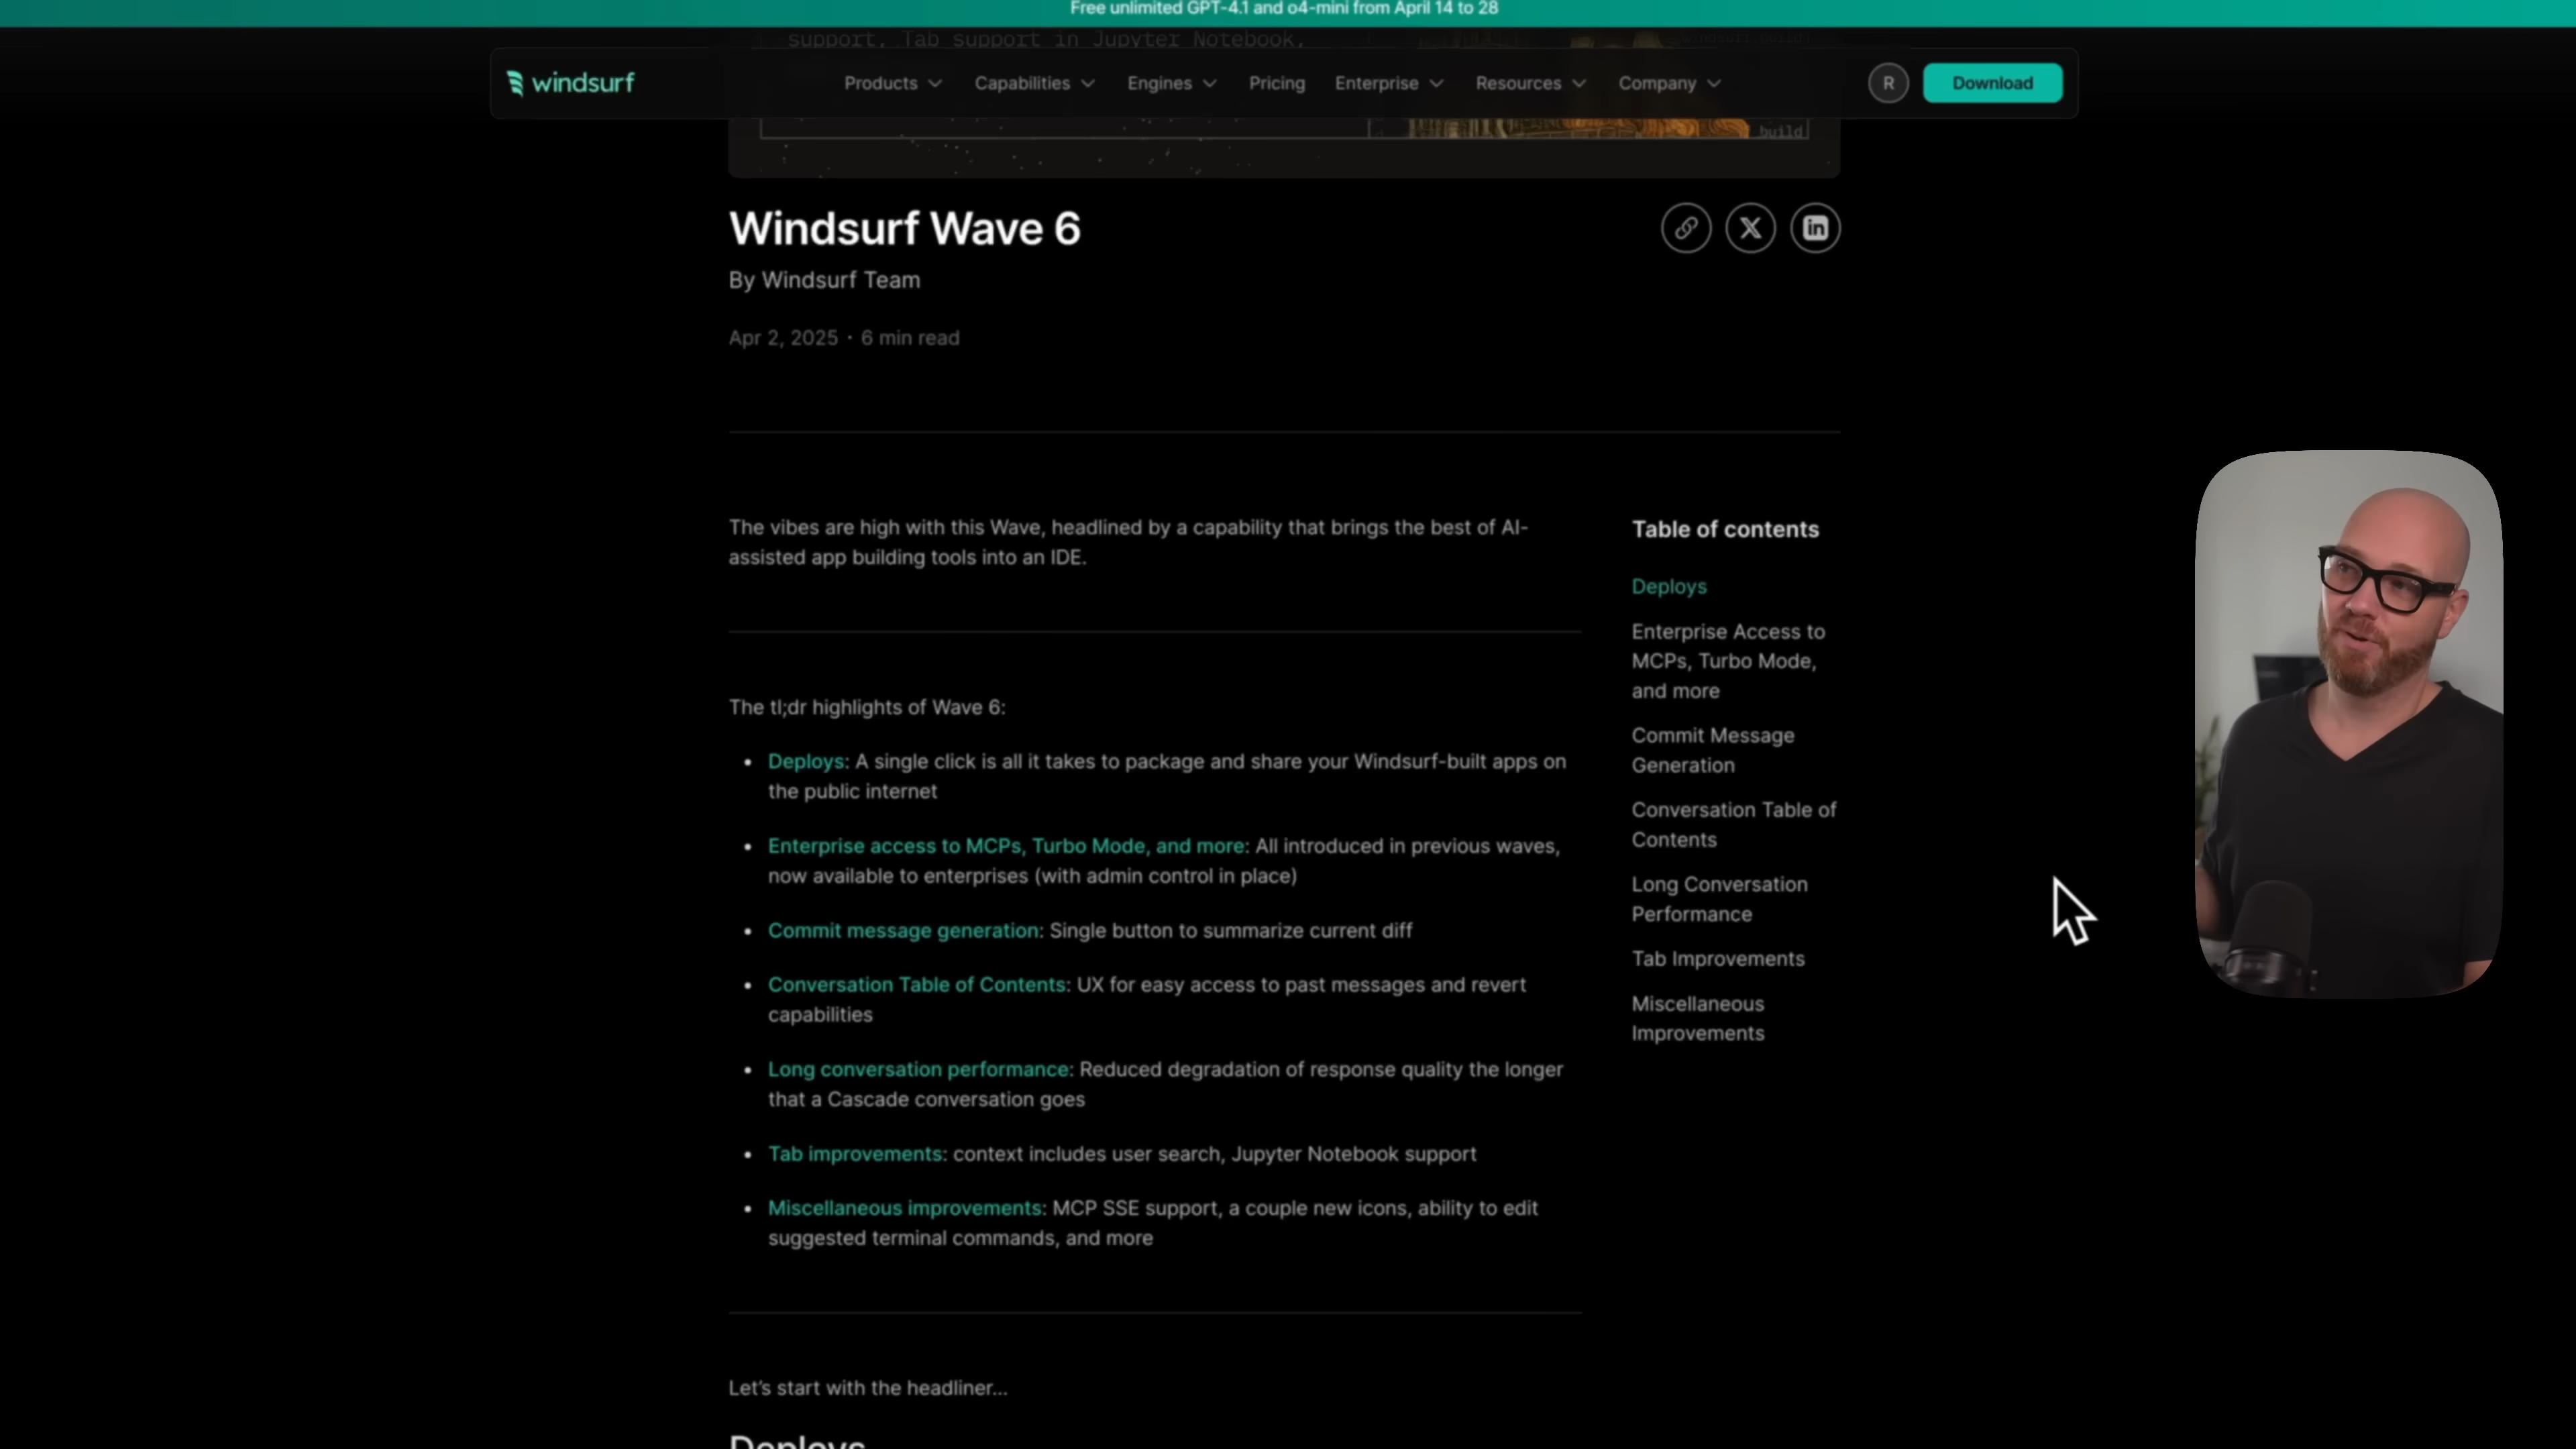 Free unlimited GPT-4.1 and o4-mini from April 14 to 28
support, Tab support in Jupyter Notebook,
windsurf
Products
Capabilities
Engines
Pricing
Enterprise
Resources
Company
R
Download
build
Windsurf Wave 6
By Windsurf Team
Apr 2, 2025 · 6 min read
The vibes are high with this Wave, headlined by a capability that brings the best of AI-
assisted app building tools into an IDE.
The tl;dr highlights of Wave 6:
• Deploys: A single click is all it takes to package and share your Windsurf-built apps on
the public internet
• Enterprise access to MCPs, Turbo Mode, and more: All introduced in previous waves,
now available to enterprises (with admin control in place)
• Commit message generation: Single button to summarize current diff
• Conversation Table of Contents: UX for easy access to past messages and revert
capabilities
• Long conversation performance: Reduced degradation of response quality the longer
that a Cascade conversation goes
• Tab improvements: context includes user search, Jupyter Notebook support
• Miscellaneous improvements: MCP SSE support, a couple new icons, ability to edit
suggested terminal commands, and more
Let's start with the headliner...
Deploys
Table of contents
Deploys
Enterprise Access to
MCPs, Turbo Mode,
and more
Commit Message
Generation
Conversation Table of
Contents
Long Conversation
Performance
Tab Improvements
Miscellaneous
Improvements